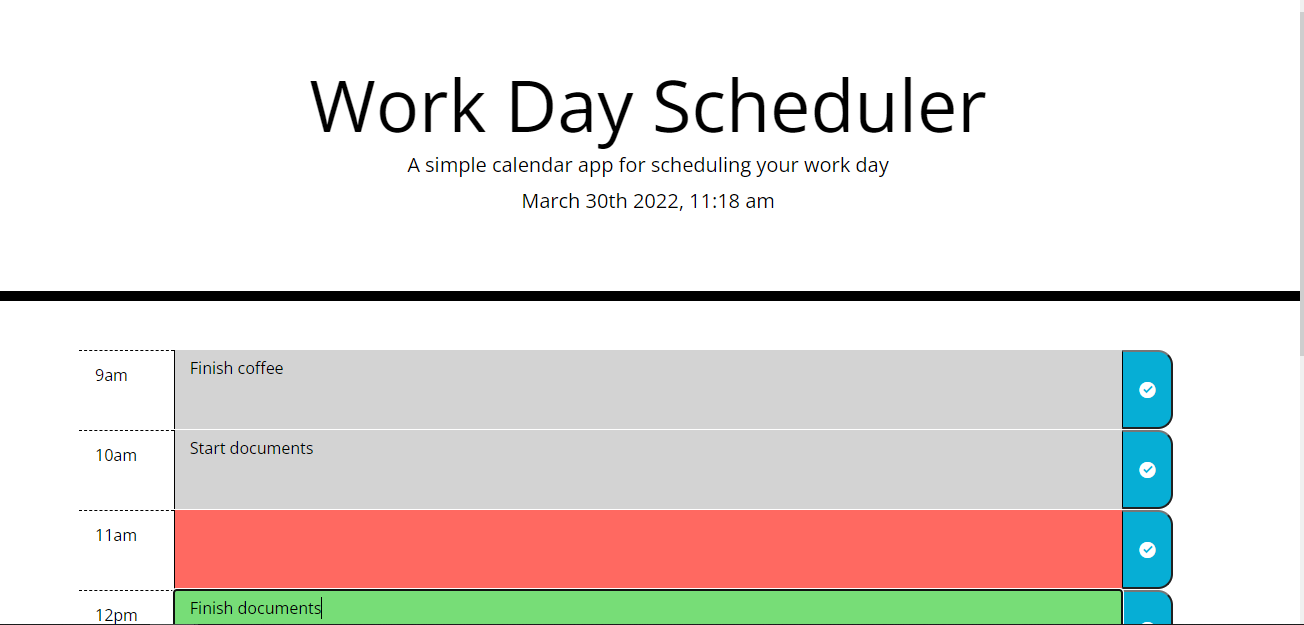 Work Day Scheduler
A simple calendar app for scheduling your work day
March 30th 2022, 11:18 am
9am
Finish coffee
10am
Start documents
11am
12pm
Finish documents